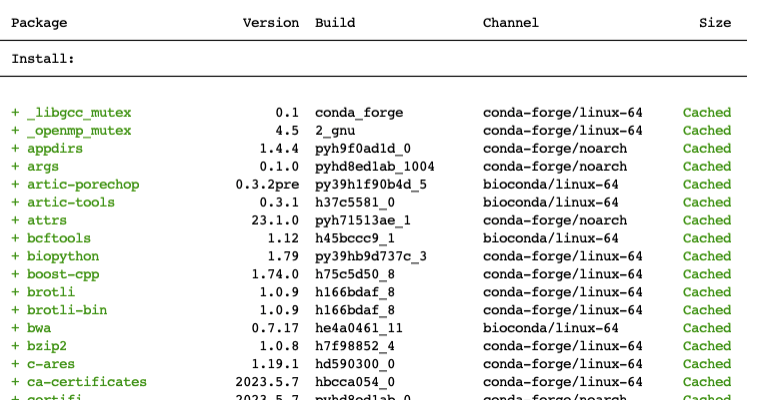 Package Version Build Channel Size
Install:
+ _libgcc_mutex 0.1 conda_forge conda-forge/linux-64 Cached
+ _openmp_mutex 4.5 2_gnu conda-forge/linux-64 Cached
+ appdirs 1.4.4 pyh9f0ad1d_0 conda-forge/noarch Cached
+ args 0.1.0 pyhd8ed1ab_1004 conda-forge/noarch Cached
+ artic-porechop 0.3.2pre py39h1f90b4d_5 bioconda/linux-64 Cached
+ artic-tools 0.3.1 h37c5581_0 bioconda/linux-64 Cached
+ attrs 23.1.0 pyh71513ae_1 conda-forge/noarch Cached
+ bcftools 1.12 h45bccc9_1 bioconda/linux-64 Cached
+ biopython 1.79 py39hb9d737c_3 conda-forge/linux-64 Cached
+ boost-cpp 1.74.0 h75c5d50_8 conda-forge/linux-64 Cached
+ brotli 1.0.9 h166bdaf_8 conda-forge/linux-64 Cached
+ brotli-bin 1.0.9 h166bdaf_8 conda-forge/linux-64 Cached
+ bwa 0.7.17 he4a0461_11 bioconda/linux-64 Cached
+ bzip2 1.0.8 h7f98852_4 conda-forge/linux-64 Cached
+ c-ares 1.19.1 hd590300_0 conda-forge/linux-64 Cached
+ ca-certificates 2023.5.7 hbcca054_0 conda-forge/linux-64 Cached
+ certifi 2023.5.7 pyhd8ed1ab_0 conda-forge/noarch Cached